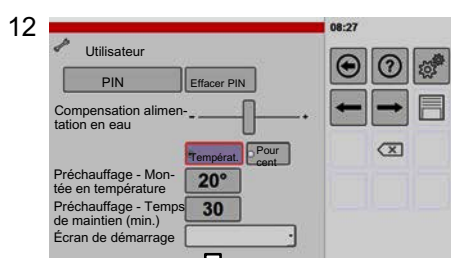 12
08:27
Utilisateur
PIN
Effacer PIN
Compensation alimen-
tation en eau
-
+
Températ.
Pour
cent
Préchauffage - Mon-
tée en température
20°
Préchauffage - Temps
de maintien (min.)
30
Écran de démarrage